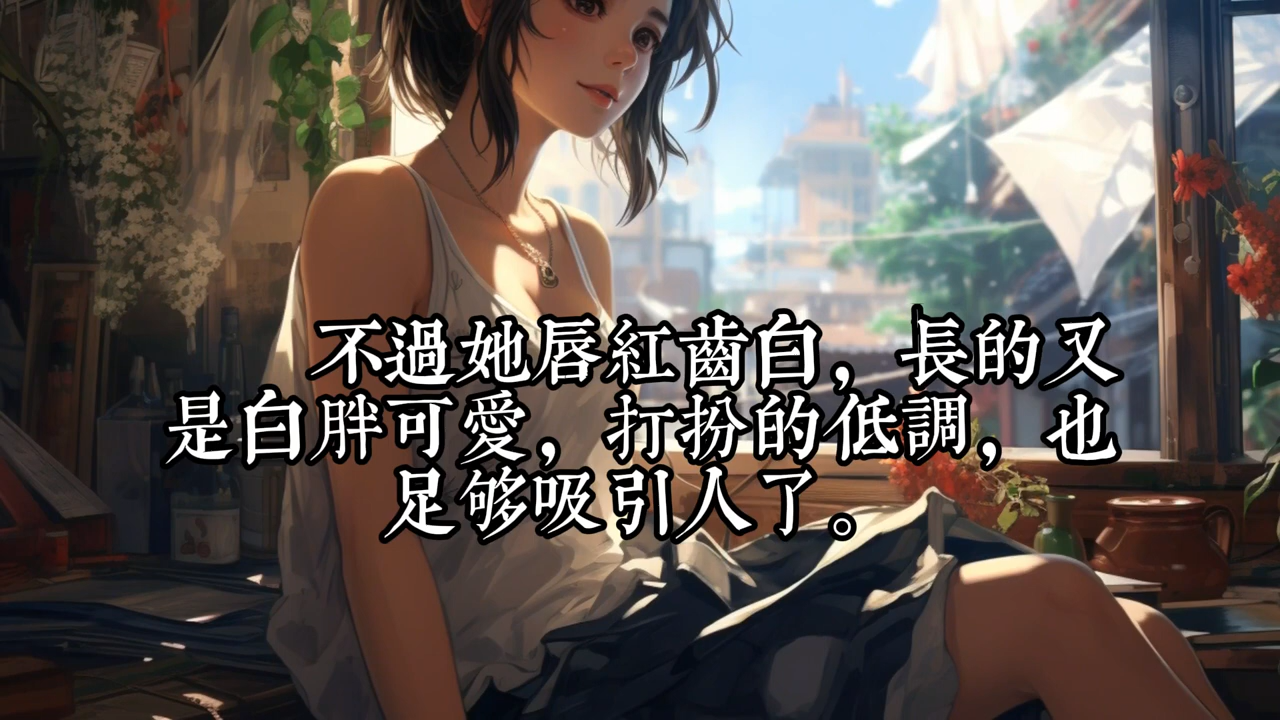 不過她唇紅齒白，長的又
是白胖可愛，打扮的低調，也
足够吸引人了。